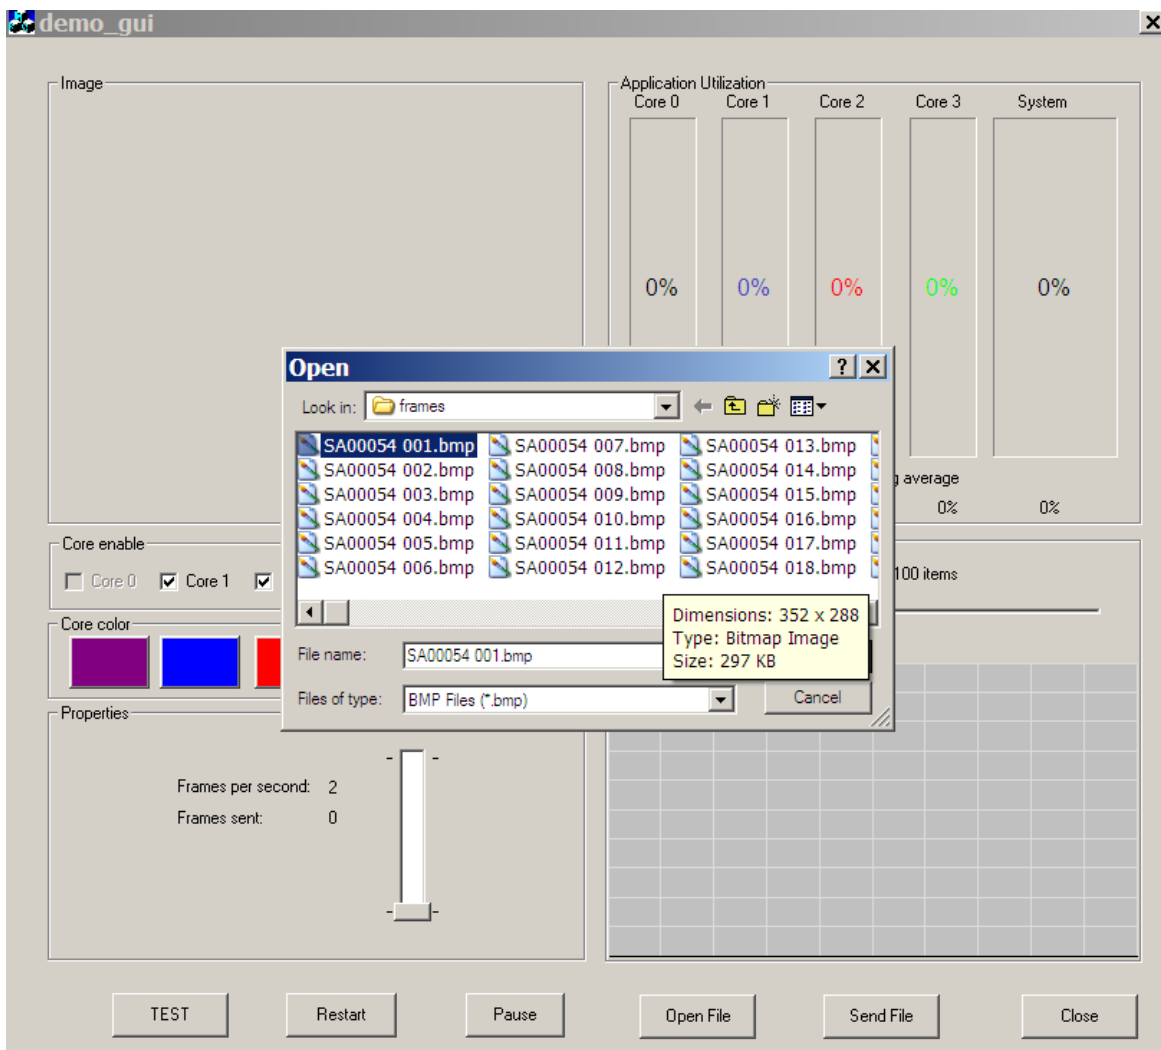 demo_gui
Image
Application Utilization
Core 0 Core 1 Core 2 Core 3 System
0% 0% 0% 0% 0%
Open
Look in: frames
SA00054 001.bmp SA00054 007.bmp SA00054 013.bmp
SA00054 002.bmp SA00054 008.bmp SA00054 014.bmp
SA00054 003.bmp SA00054 009.bmp SA00054 015.bmp
SA00054 004.bmp SA00054 010.bmp SA00054 016.bmp
SA00054 005.bmp SA00054 011.bmp SA00054 017.bmp
SA00054 006.bmp SA00054 012.bmp SA00054 018.bmp
average
0% 0%
Core enable
Core 0 Core 1
100 items
Dimensions: 352 x 288
Type: Bitmap Image
Size: 297 KB
Core color
File name: SA00054 001.bmp
Files of type: BMP Files (*.bmp)
Cancel
Properties
Frames per second: 2
Frames sent: 0
TEST Restart Pause Open File Send File Close